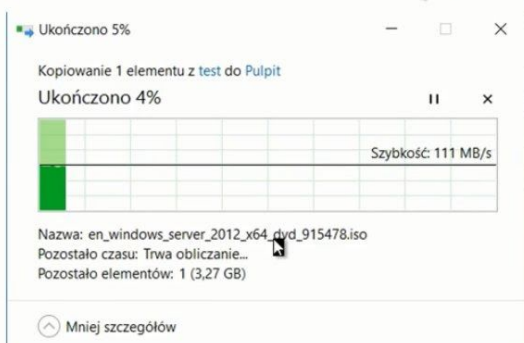 Ukończono 5%
Kopiowanie 1 elementu z test do Pulpit
Ukończono 4%
Szybkość: 111 MB/s
Nazwa: en_windows_server_2012_x64_dvd_915478.iso
Pozostało czasu: Trwa obliczanie...
Pozostało elementów: 1 (3,27 GB)
Mniej szczegółów